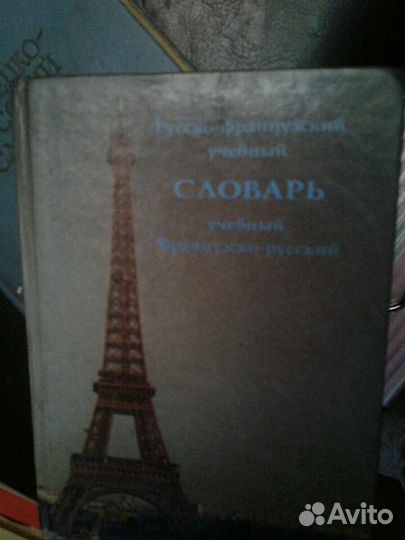 Русско-французский
учебный
СЛОВАРЬ
учебный
Французско-русский
Avito